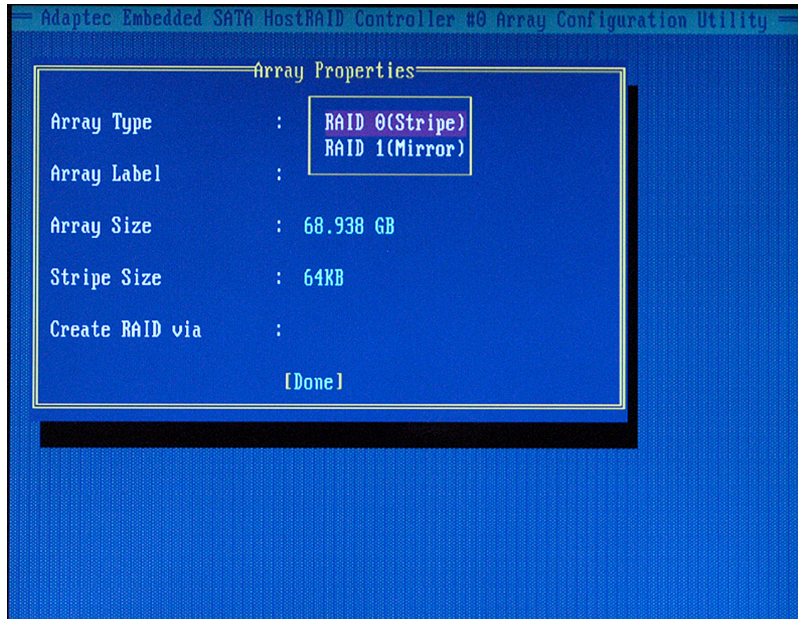 Adaptec Embedded SATA HostRAID Controller #0 Array Configuration Utility
Array Properties
Array Type : RAID 0(Stripe)
RAID 1(Mirror)
Array Label :
Array Size : 68.938 GB
Stripe Size : 64KB
Create RAID via :
[Done]